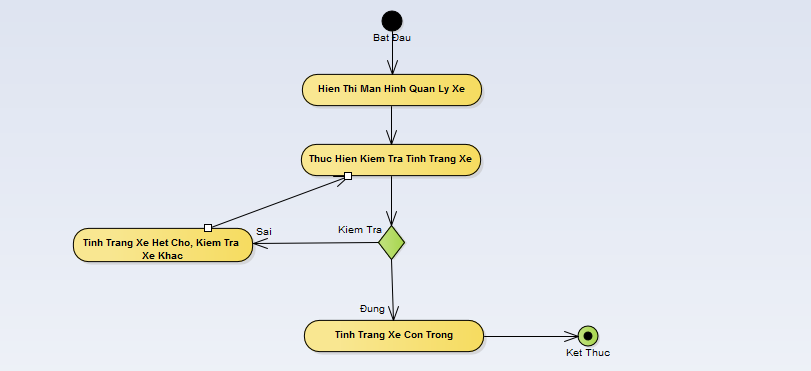 Bat Đau
Hien Thi Man Hinh Quan Ly Xe
Thuc Hien Kiem Tra Tinh Trang Xe
Kiem Tra
Sai
Tinh Trang Xe Het Cho, Kiem Tra
Xe Khac
Đung
Tinh Trang Xe Con Trong
Ket Thuc